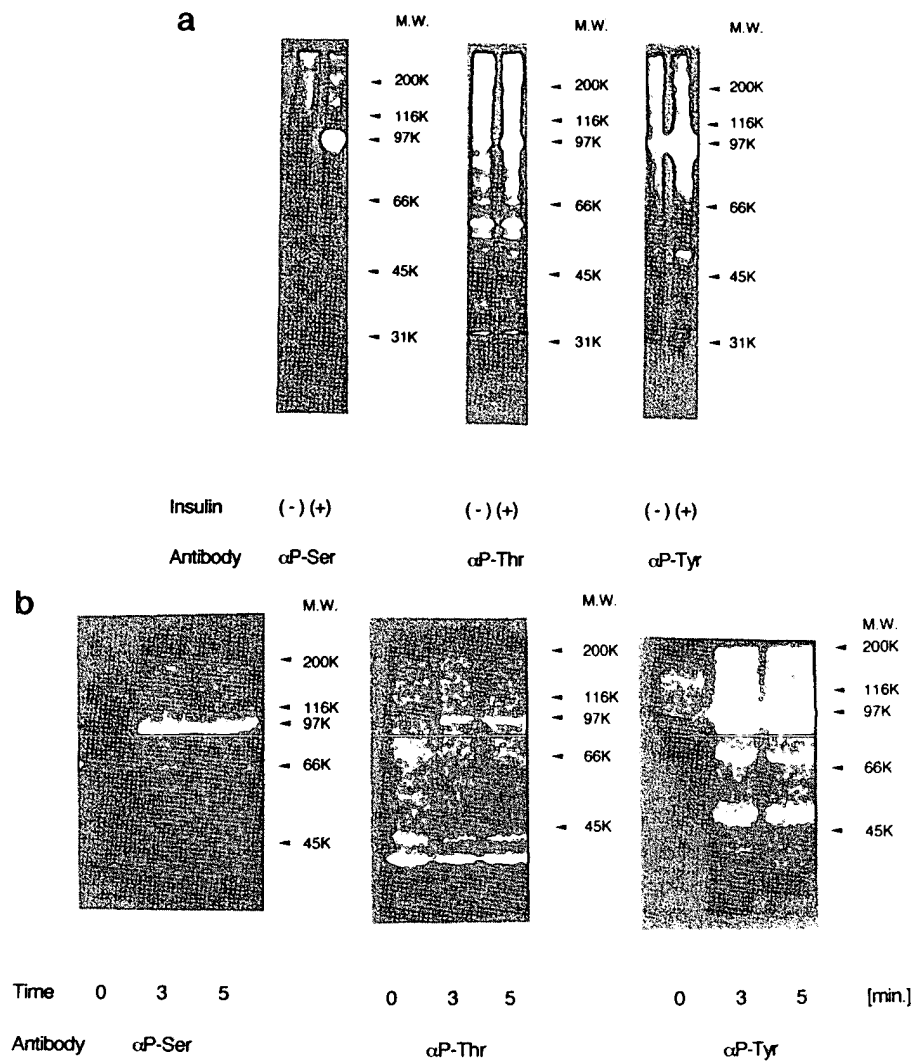 a
M.W. M.W. M.W.
200K 200K 200K
116K 116K 116K
97K 97K 97K
66K 66K 66K
45K 45K 45K
31K 31K 31K
Insulin (-) (+) (-) (+) (-) (+)
Antibody αP-Ser αP-Thr αP-Tyr
b
M.W. M.W. M.W.
200K 200K 200K
116K 116K 116K
97K 97K 97K
66K 66K 66K
45K 45K 45K
Time 0 3 5 0 3 5 0 3 5 [min.]
Antibody αP-Ser αP-Thr αP-Tyr